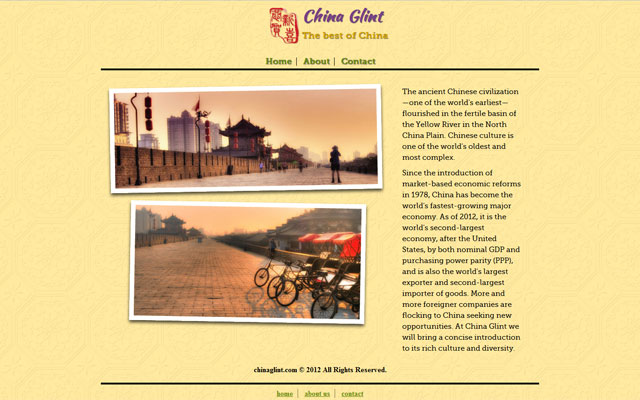 China Glint
The best of China
Home | About | Contact
The ancient Chinese civilization
—one of the world's earliest—
flourished in the fertile basin of
the Yellow River in the North
China Plain. Chinese culture is
one of the world's oldest and
most complex.
Since the introduction of
market-based economic reforms
in 1978, China has become the
world's fastest-growing major
economy. As of 2012, it is the
world's second-largest
economy, after the United
States, by both nominal GDP and
purchasing power parity (PPP),
and is also the world's largest
exporter and second-largest
importer of goods. More and
more foreign companies are
flocking to China seeking new
opportunities. At China Glint we
will bring a concise introduction
to its rich culture and diversity.
chinaglint.com © 2012 All Rights Reserved.
home | about us | contact